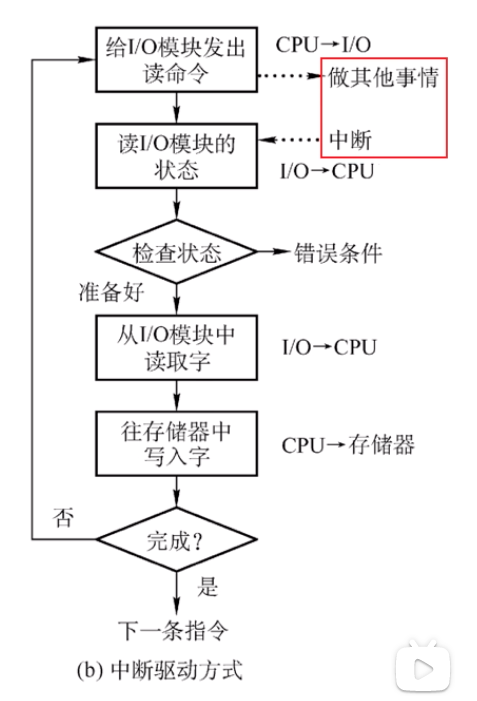 给I/O模块发出
读命令
CPU→I/O
做其他事情
读I/O模块的
状态
中断
I/O→CPU
检查状态
错误条件
准备好
从I/O模块中
读取字
I/O→CPU
往存储器中
写入字
CPU→存储器
否
完成?
是
下一条指令
(b) 中断驱动方式